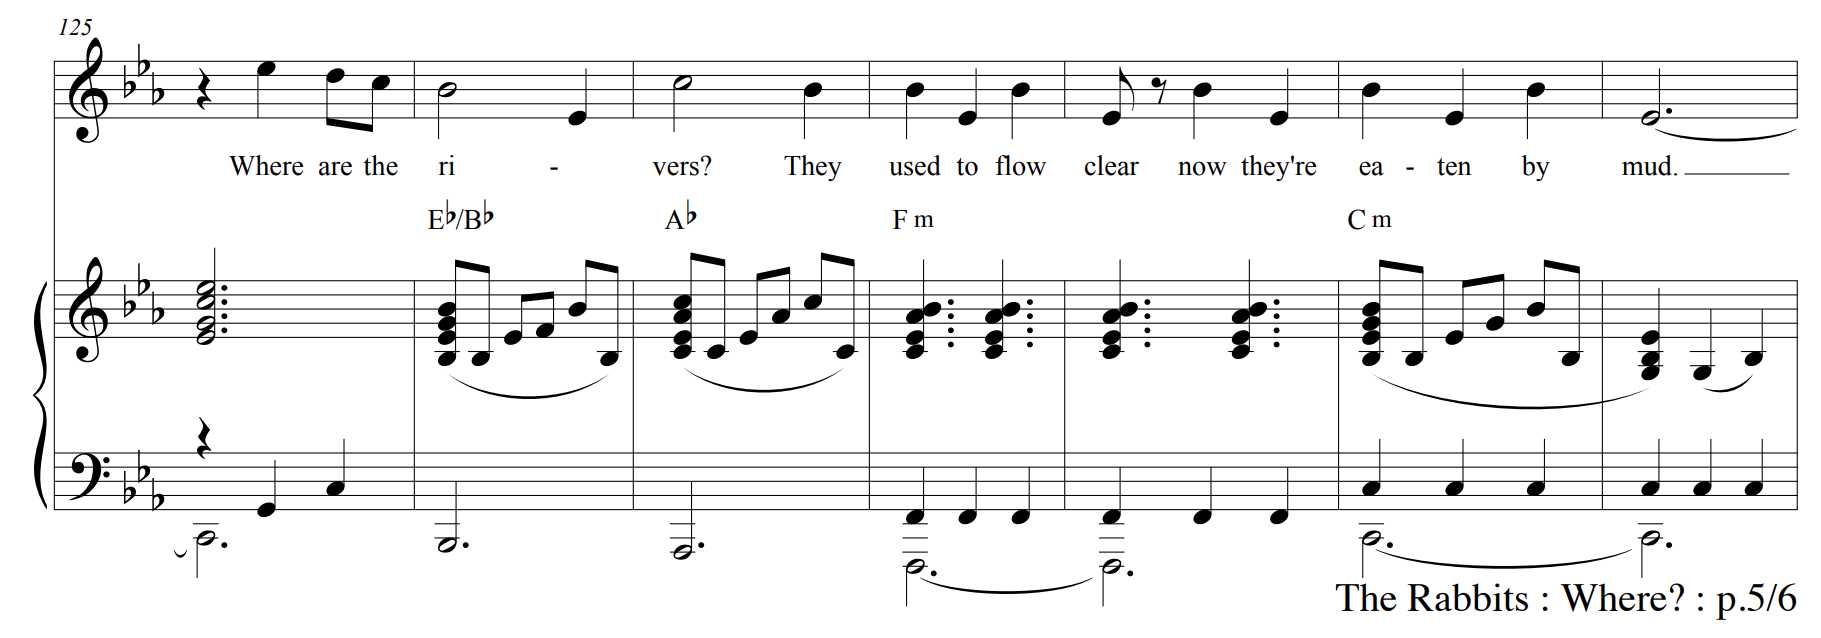 125
Where are the ri - vers? They used to flow clear now they're ea - ten by mud.
E♭/B♭ A♭ F m C m
The Rabbits : Where? : p.5/6